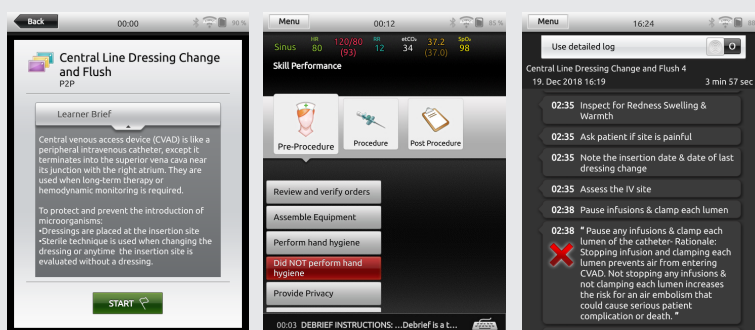 Back
00:00
90 %
Central Line Dressing Change
and Flush
P2P
Learner Brief
Central venous access device (CVAD) is like a
peripheral intravenous catheter, except it
terminates into the superior vena cava near
its junction with the right atrium. They are
used when long-term therapy or
hemodynamic monitoring is required.
To protect and prevent the introduction of
microorganisms:
•Dressings are placed at the insertion site
•Sterile technique is used when changing the
dressing or anytime the insertion site is
evaluated without a dressing.
START
Menu
00:12
85 %
HR RR etCO₂ SpO₂
Sinus 80 120/80 12 34 37.2 98
(93) (37.0)
Skill Performance
Pre-Procedure
Procedure
Post Procedure
Review and verify orders
Assemble Equipment
Perform hand hygiene
Did NOT perform hand
hygiene
Provide Privacy
00:03 DEBRIEF INSTRUCTIONS: ...Debrief is a t...
Menu
16:24
Use detailed log
O
Central Line Dressing Change and Flush 4
19. Dec 2018 16:19 3 min 57 sec
02:35 Inspect for Redness Swelling &
Warmth
02:35 Ask patient if site is painful
02:35 Note the insertion date & date of last
dressing change
02:35 Assess the IV site
02:38 Pause infusions & clamp each lumen
02:38 " Pause any infusions & clamp each
lumen of the catheter- Rationale:
Stopping infusion and clamping each
lumen prevents air from entering
CVAD. Not stopping any infusions &
not clamping each lumen increases
the risk for an air embolism that
could cause serious patient
complication or death. "